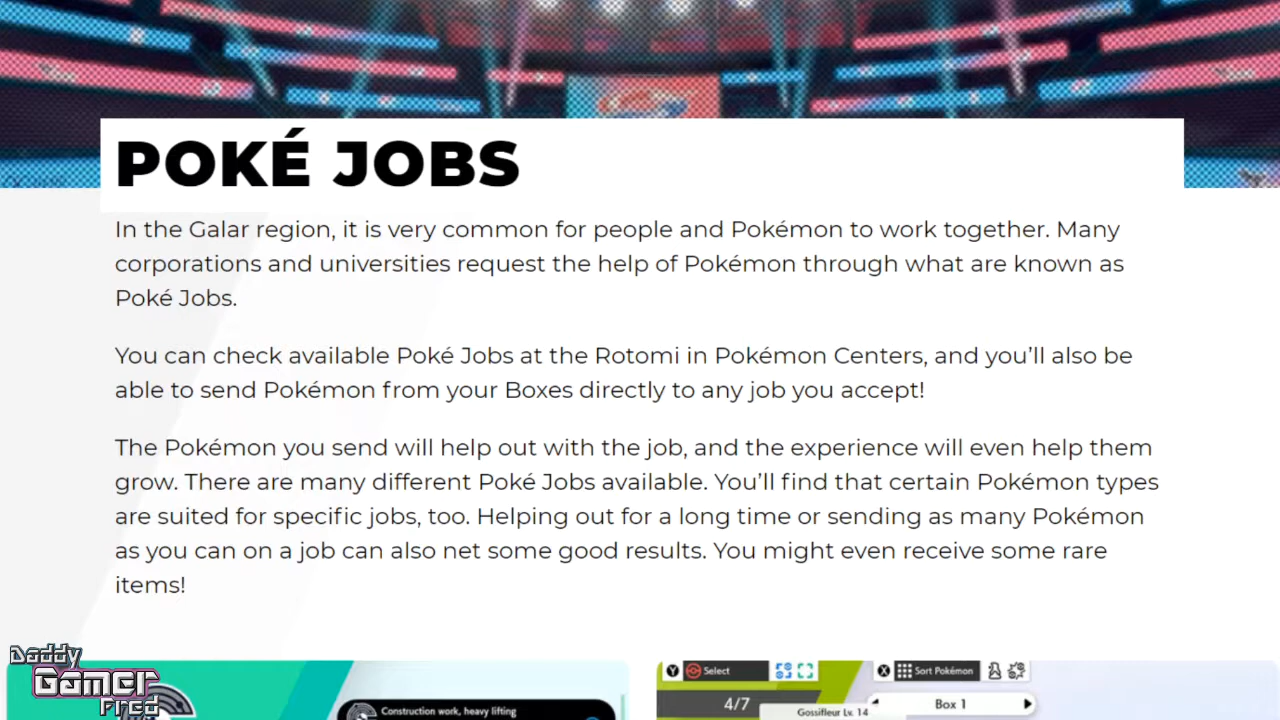 POKÉ JOBS
In the Galar region, it is very common for people and Pokémon to work together. Many
corporations and universities request the help of Pokémon through what are known as
Poké Jobs.
You can check available Poké Jobs at the Rotomi in Pokémon Centers, and you’ll also be
able to send Pokémon from your Boxes directly to any job you accept!
The Pokémon you send will help out with the job, and the experience will even help them
grow. There are many different Poké Jobs available. You’ll find that certain Pokémon types
are suited for specific jobs, too. Helping out for a long time or sending as many Pokémon
as you can on a job can also net some good results. You might even receive some rare
items!
Daddy
Gamer
Fred
Construction work, heavy lifting
Y Select
X Sort Pokémon
4/7
Box 1
Gossifleur Lv. 14